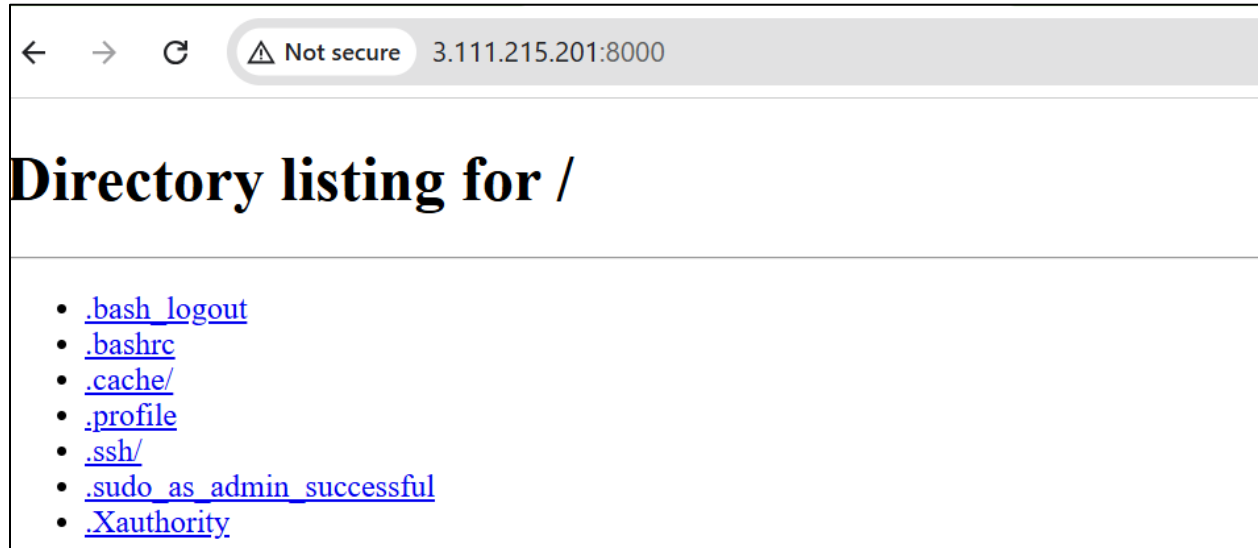 Not secure 3.111.215.201:8000
Directory listing for /
.bash_logout
.bashrc
.cache/
.profile
.ssh/
.sudo_as_admin_successful
.Xauthority